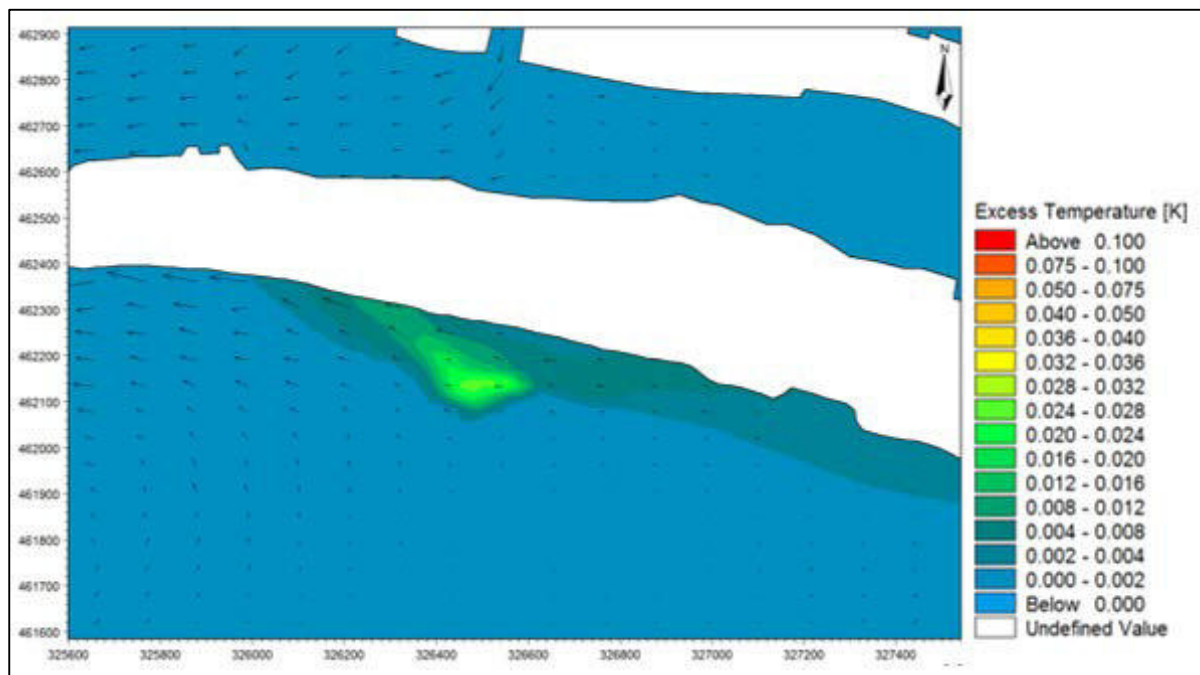 462900
462800
462700
462600
462500
462400
462300
462200
462100
462000
461900
461800
461700
461600
325600 325800 326000 326200 326400 326600 326800 327000 327200 327400
N
Excess Temperature [K]
Above 0.100
0.075 - 0.100
0.050 - 0.075
0.040 - 0.050
0.036 - 0.040
0.032 - 0.036
0.028 - 0.032
0.024 - 0.028
0.020 - 0.024
0.016 - 0.020
0.012 - 0.016
0.008 - 0.012
0.004 - 0.008
0.002 - 0.004
0.000 - 0.002
Below 0.000
Undefined Value